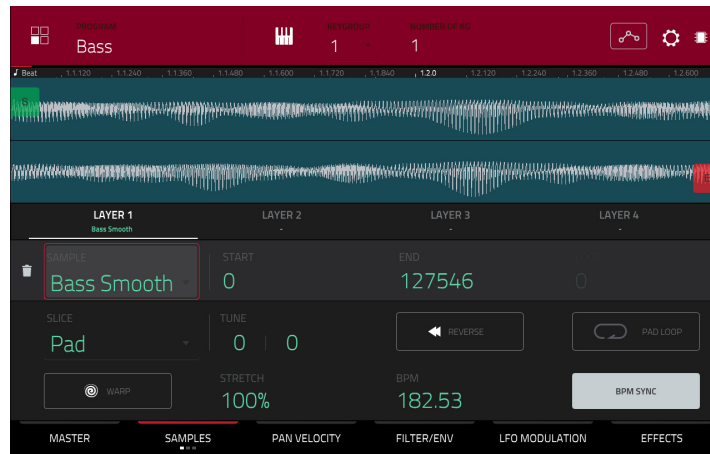 PROGRAM KEYGROUP NUMBER OF KG
Bass 1 1
Beat 1.1.120 1.1.240 1.1.360 1.1.480 1.1.600 1.1.720 1.1.840 1.2.0 1.2.120 1.2.240 1.2.360 1.2.480 1.2.600
S
E
LAYER 1 LAYER 2 LAYER 3 LAYER 4
Bass Smooth - - -
SAMPLE START END
Bass Smooth 0 127546 0
SLICE TUNE
Pad 0 0 REVERSE PAD LOOP
WARP STRETCH BPM BPM SYNC
100% 182.53
MASTER SAMPLES PAN VELOCITY FILTER/ENV LFO MODULATION EFFECTS